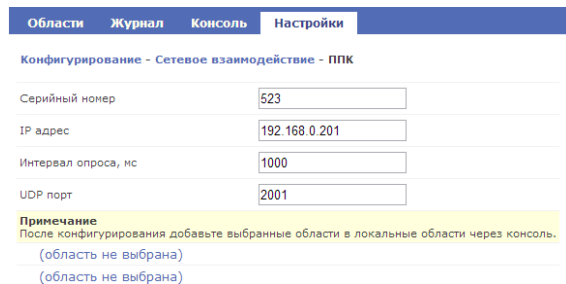 Области Журнал Консоль Настройки
Конфигурирование - Сетевое взаимодействие - ППК
Серийный номер 523
IP адрес 192.168.0.201
Интервал опроса, мс 1000
UDP порт 2001
Примечание
После конфигурирования добавьте выбранные области в локальные области через консоль.
(область не выбрана)
(область не выбрана)